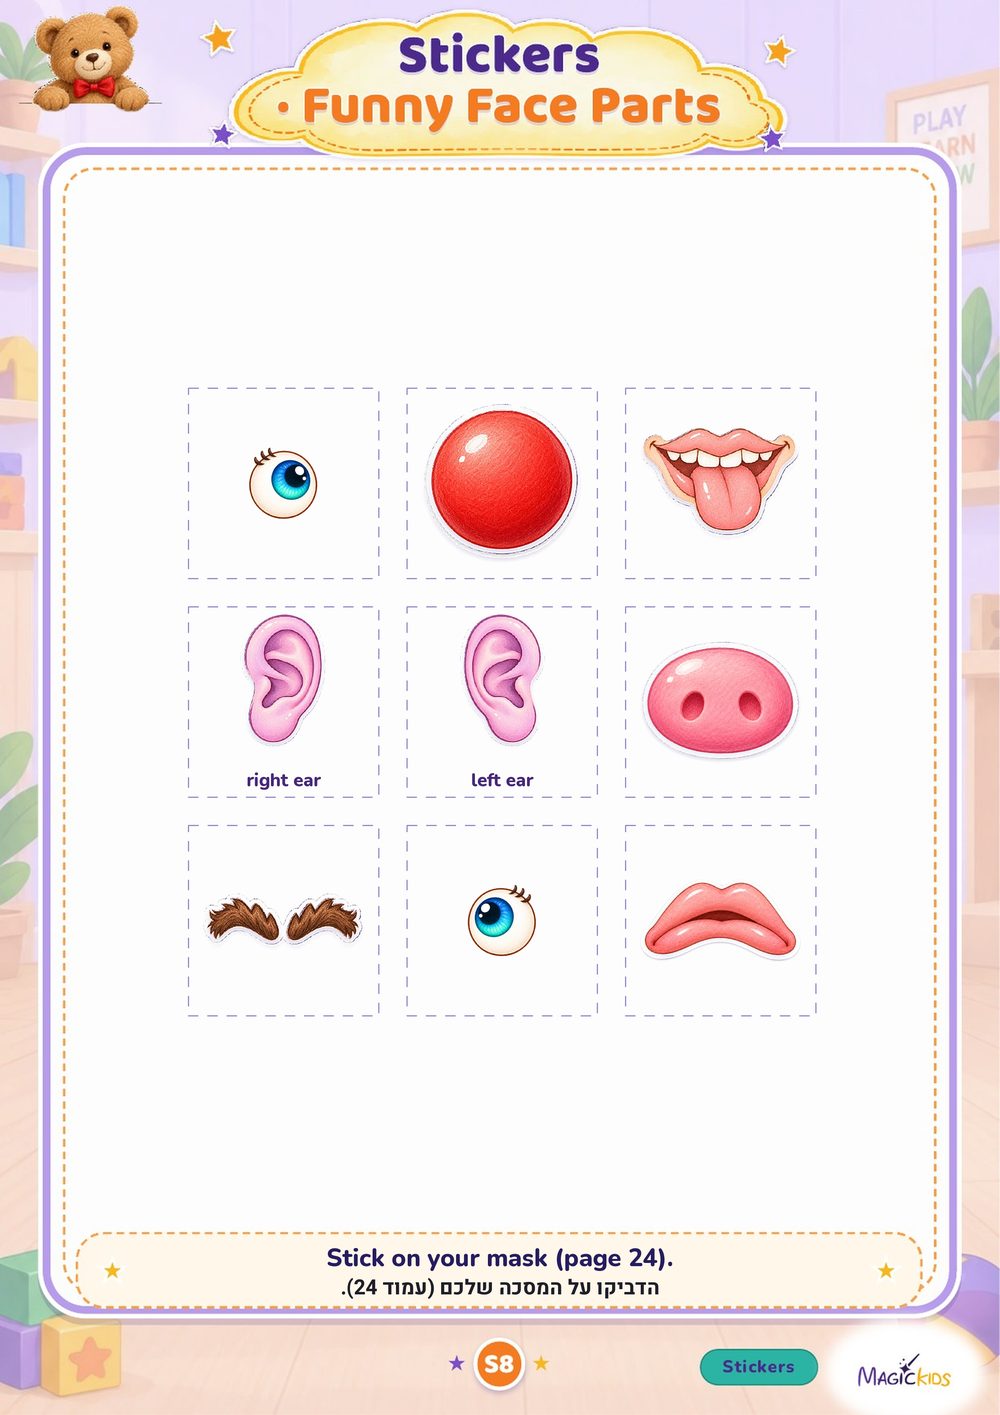 Stickers
• Funny Face Parts
PLAY
right ear
left ear
Stick on your mask (page 24).
הדביקו על המסכה שלכם (עמוד 24).
S8
Stickers
MAGICKIDS